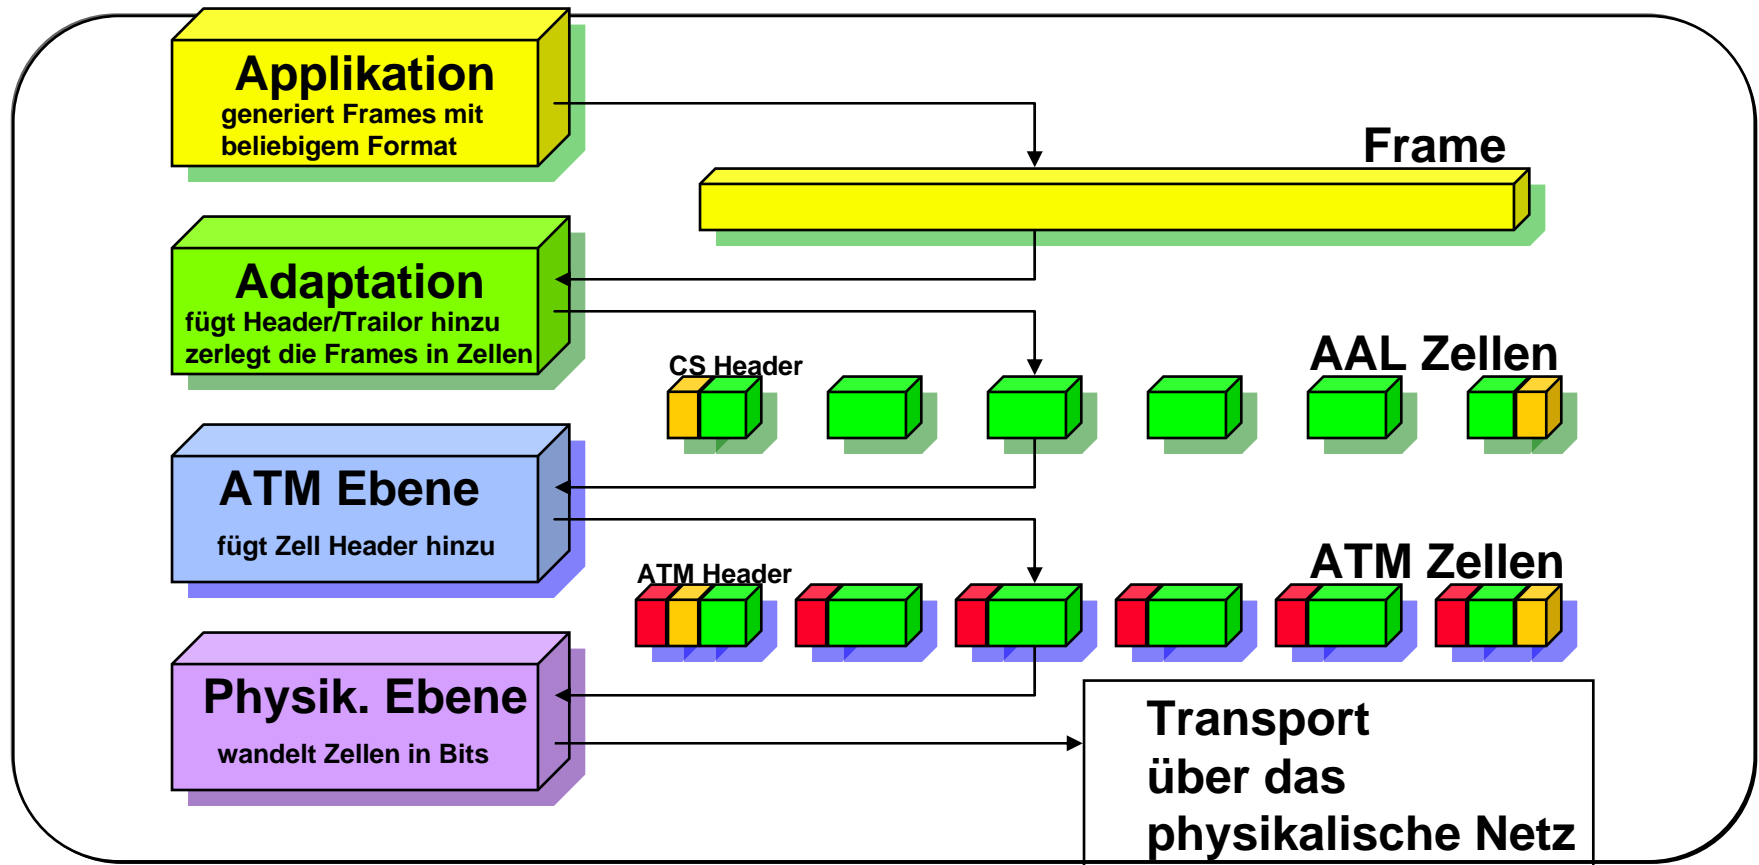 Applikation
generiert Frames mit
beliebigem Format
Frame
Adaptation
fügt Header/Trailor hinzu
zerlegt die Frames in Zellen
CS Header
AAL Zellen
ATM Ebene
fügt Zell Header hinzu
ATM Header
ATM Zellen
Physik. Ebene
wandelt Zellen in Bits
Transport
über das
physikalische Netz